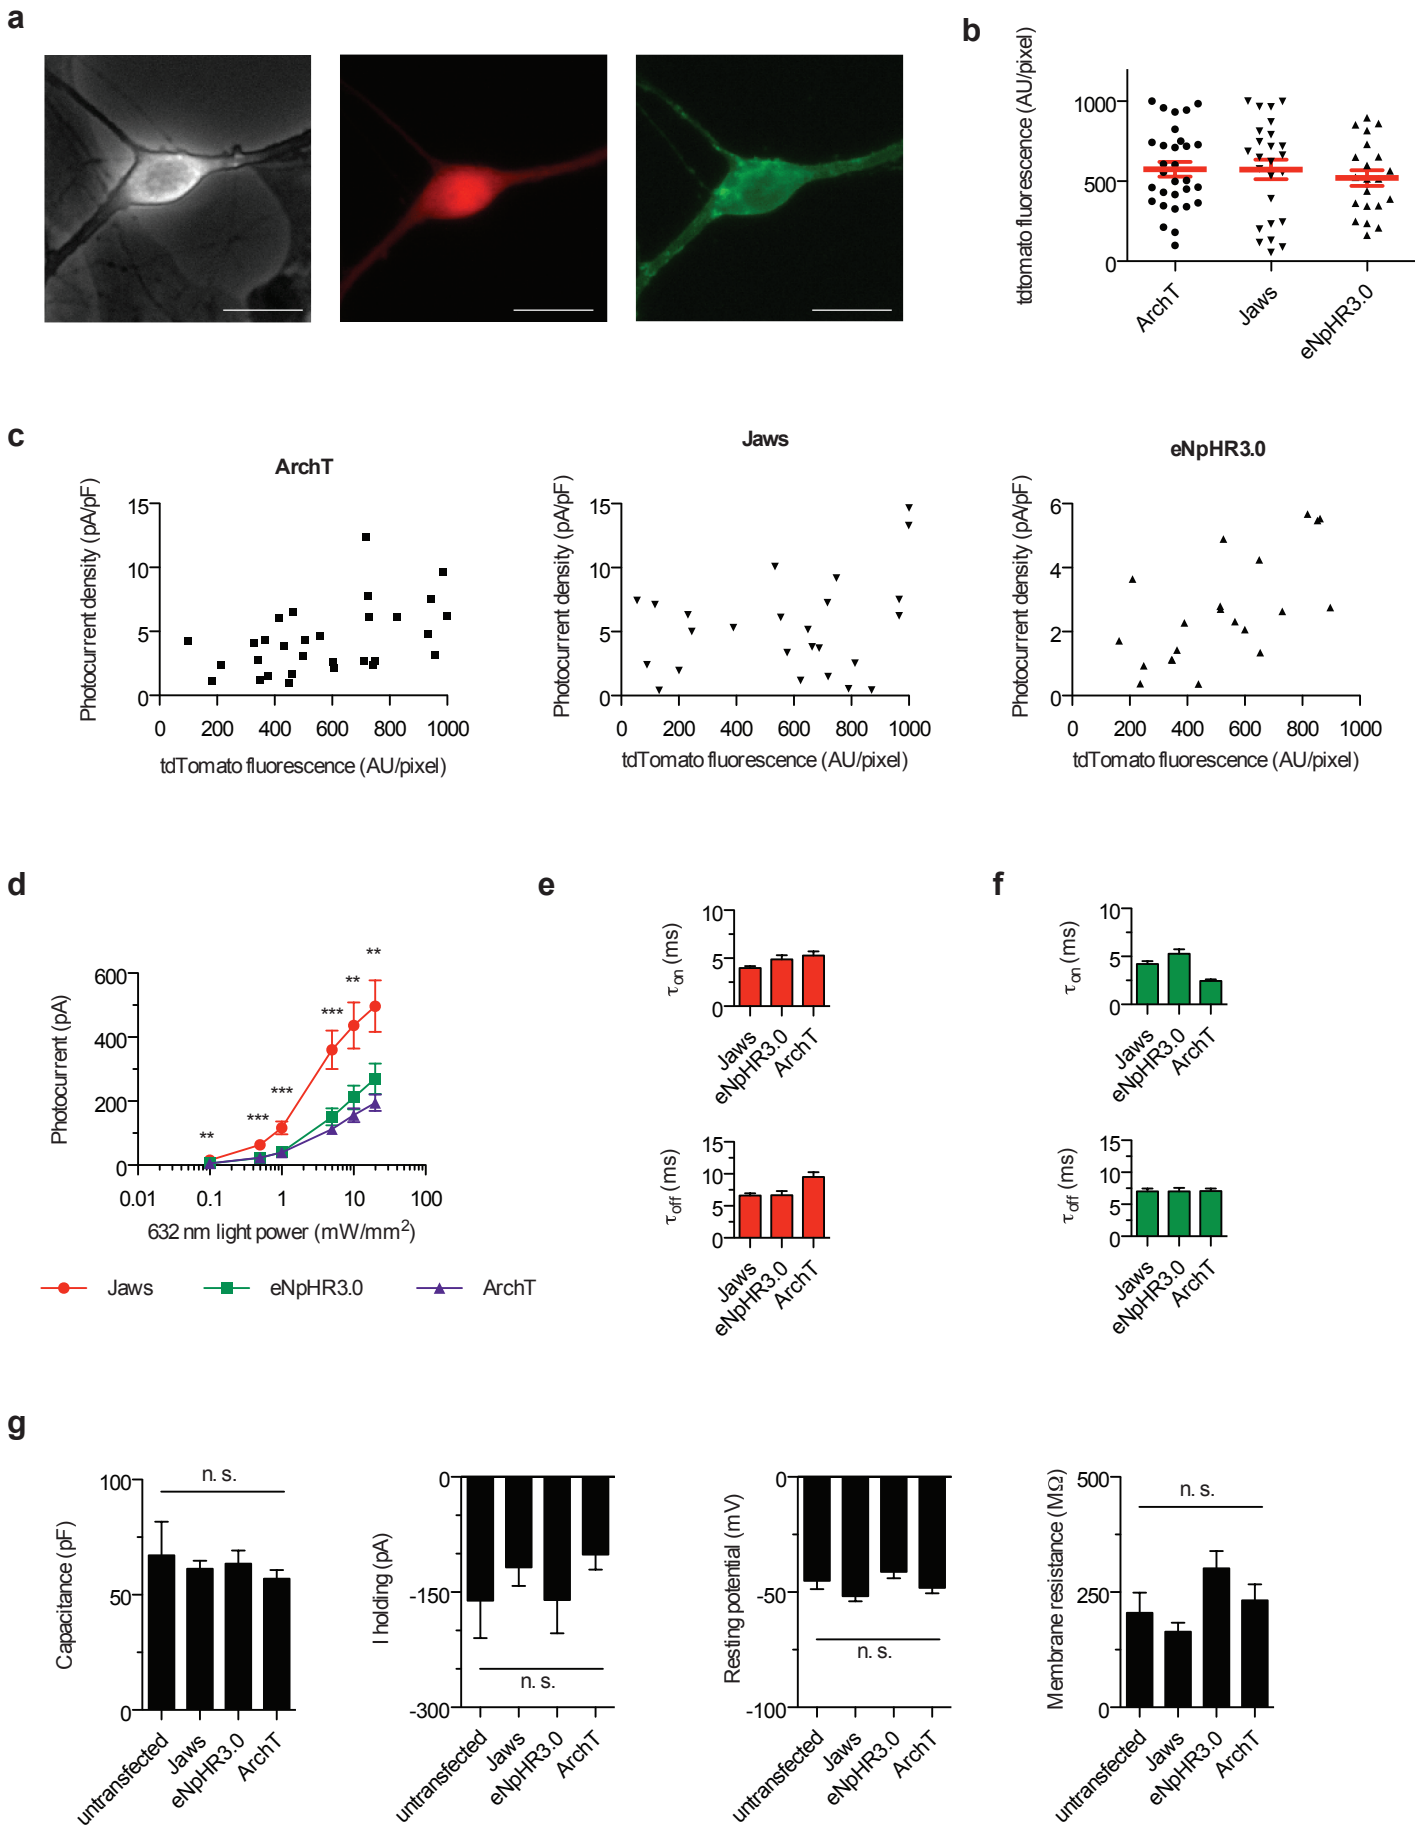 a
b
tdtomato fluorescence (AU/pixel)
1000
500
0
ArchT
Jaws
eNpHR3.0
c
ArchT
Photocurrent density (pA/pF)
15
10
5
0
0 200 400 600 800 1000
tdTomato fluorescence (AU/pixel)
Jaws
Photocurrent density (pA/pF)
15
10
5
0
0 200 400 600 800 1000
tdTomato fluorescence (AU/pixel)
eNpHR3.0
Photocurrent density (pA/pF)
6
4
2
0
0 200 400 600 800 1000
tdTomato fluorescence (AU/pixel)
d
Photocurrent (pA)
600
400
200
0
** *** *** *** ** **
0.01 0.1 1 10 100
632 nm light power (mW/mm²)
Jaws eNpHR3.0 ArchT
e
τon (ms)
10
5
0
Jaws
eNpHR3.0
ArchT
τoff (ms)
15
10
5
0
Jaws
eNpHR3.0
ArchT
f
τon (ms)
10
5
0
Jaws
eNpHR3.0
ArchT
τoff (ms)
15
10
5
0
Jaws
eNpHR3.0
ArchT
g
Capacitance (pF)
100
50
0
n. s.
untransfected
Jaws
eNpHR3.0
ArchT
I holding (pA)
0
-150
-300
n. s.
untransfected
Jaws
eNpHR3.0
ArchT
Resting potential (mV)
0
-50
-100
n. s.
untransfected
Jaws
eNpHR3.0
ArchT
Membrane resistance (MΩ)
500
250
0
n. s.
untransfected
Jaws
eNpHR3.0
ArchT